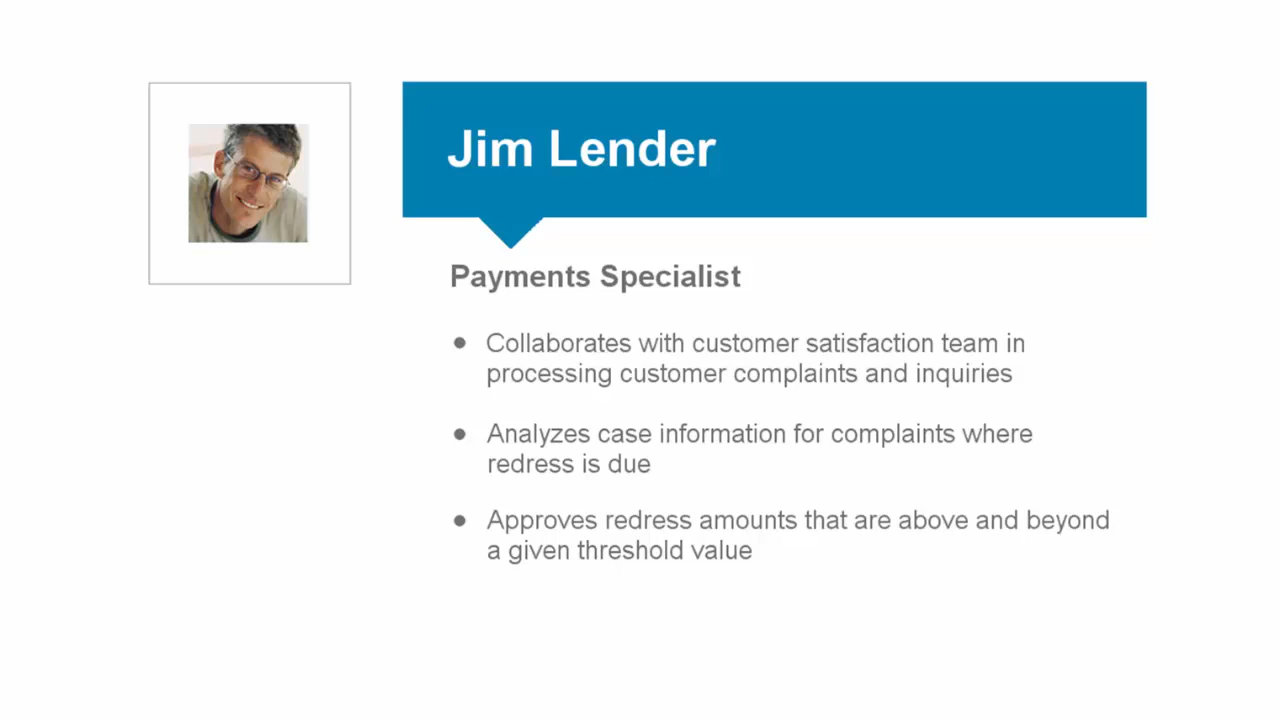 Jim Lender
Payments Specialist
● Collaborates with customer satisfaction team in
processing customer complaints and inquiries
● Analyzes case information for complaints where
redress is due
● Approves redress amounts that are above and beyond
a given threshold value